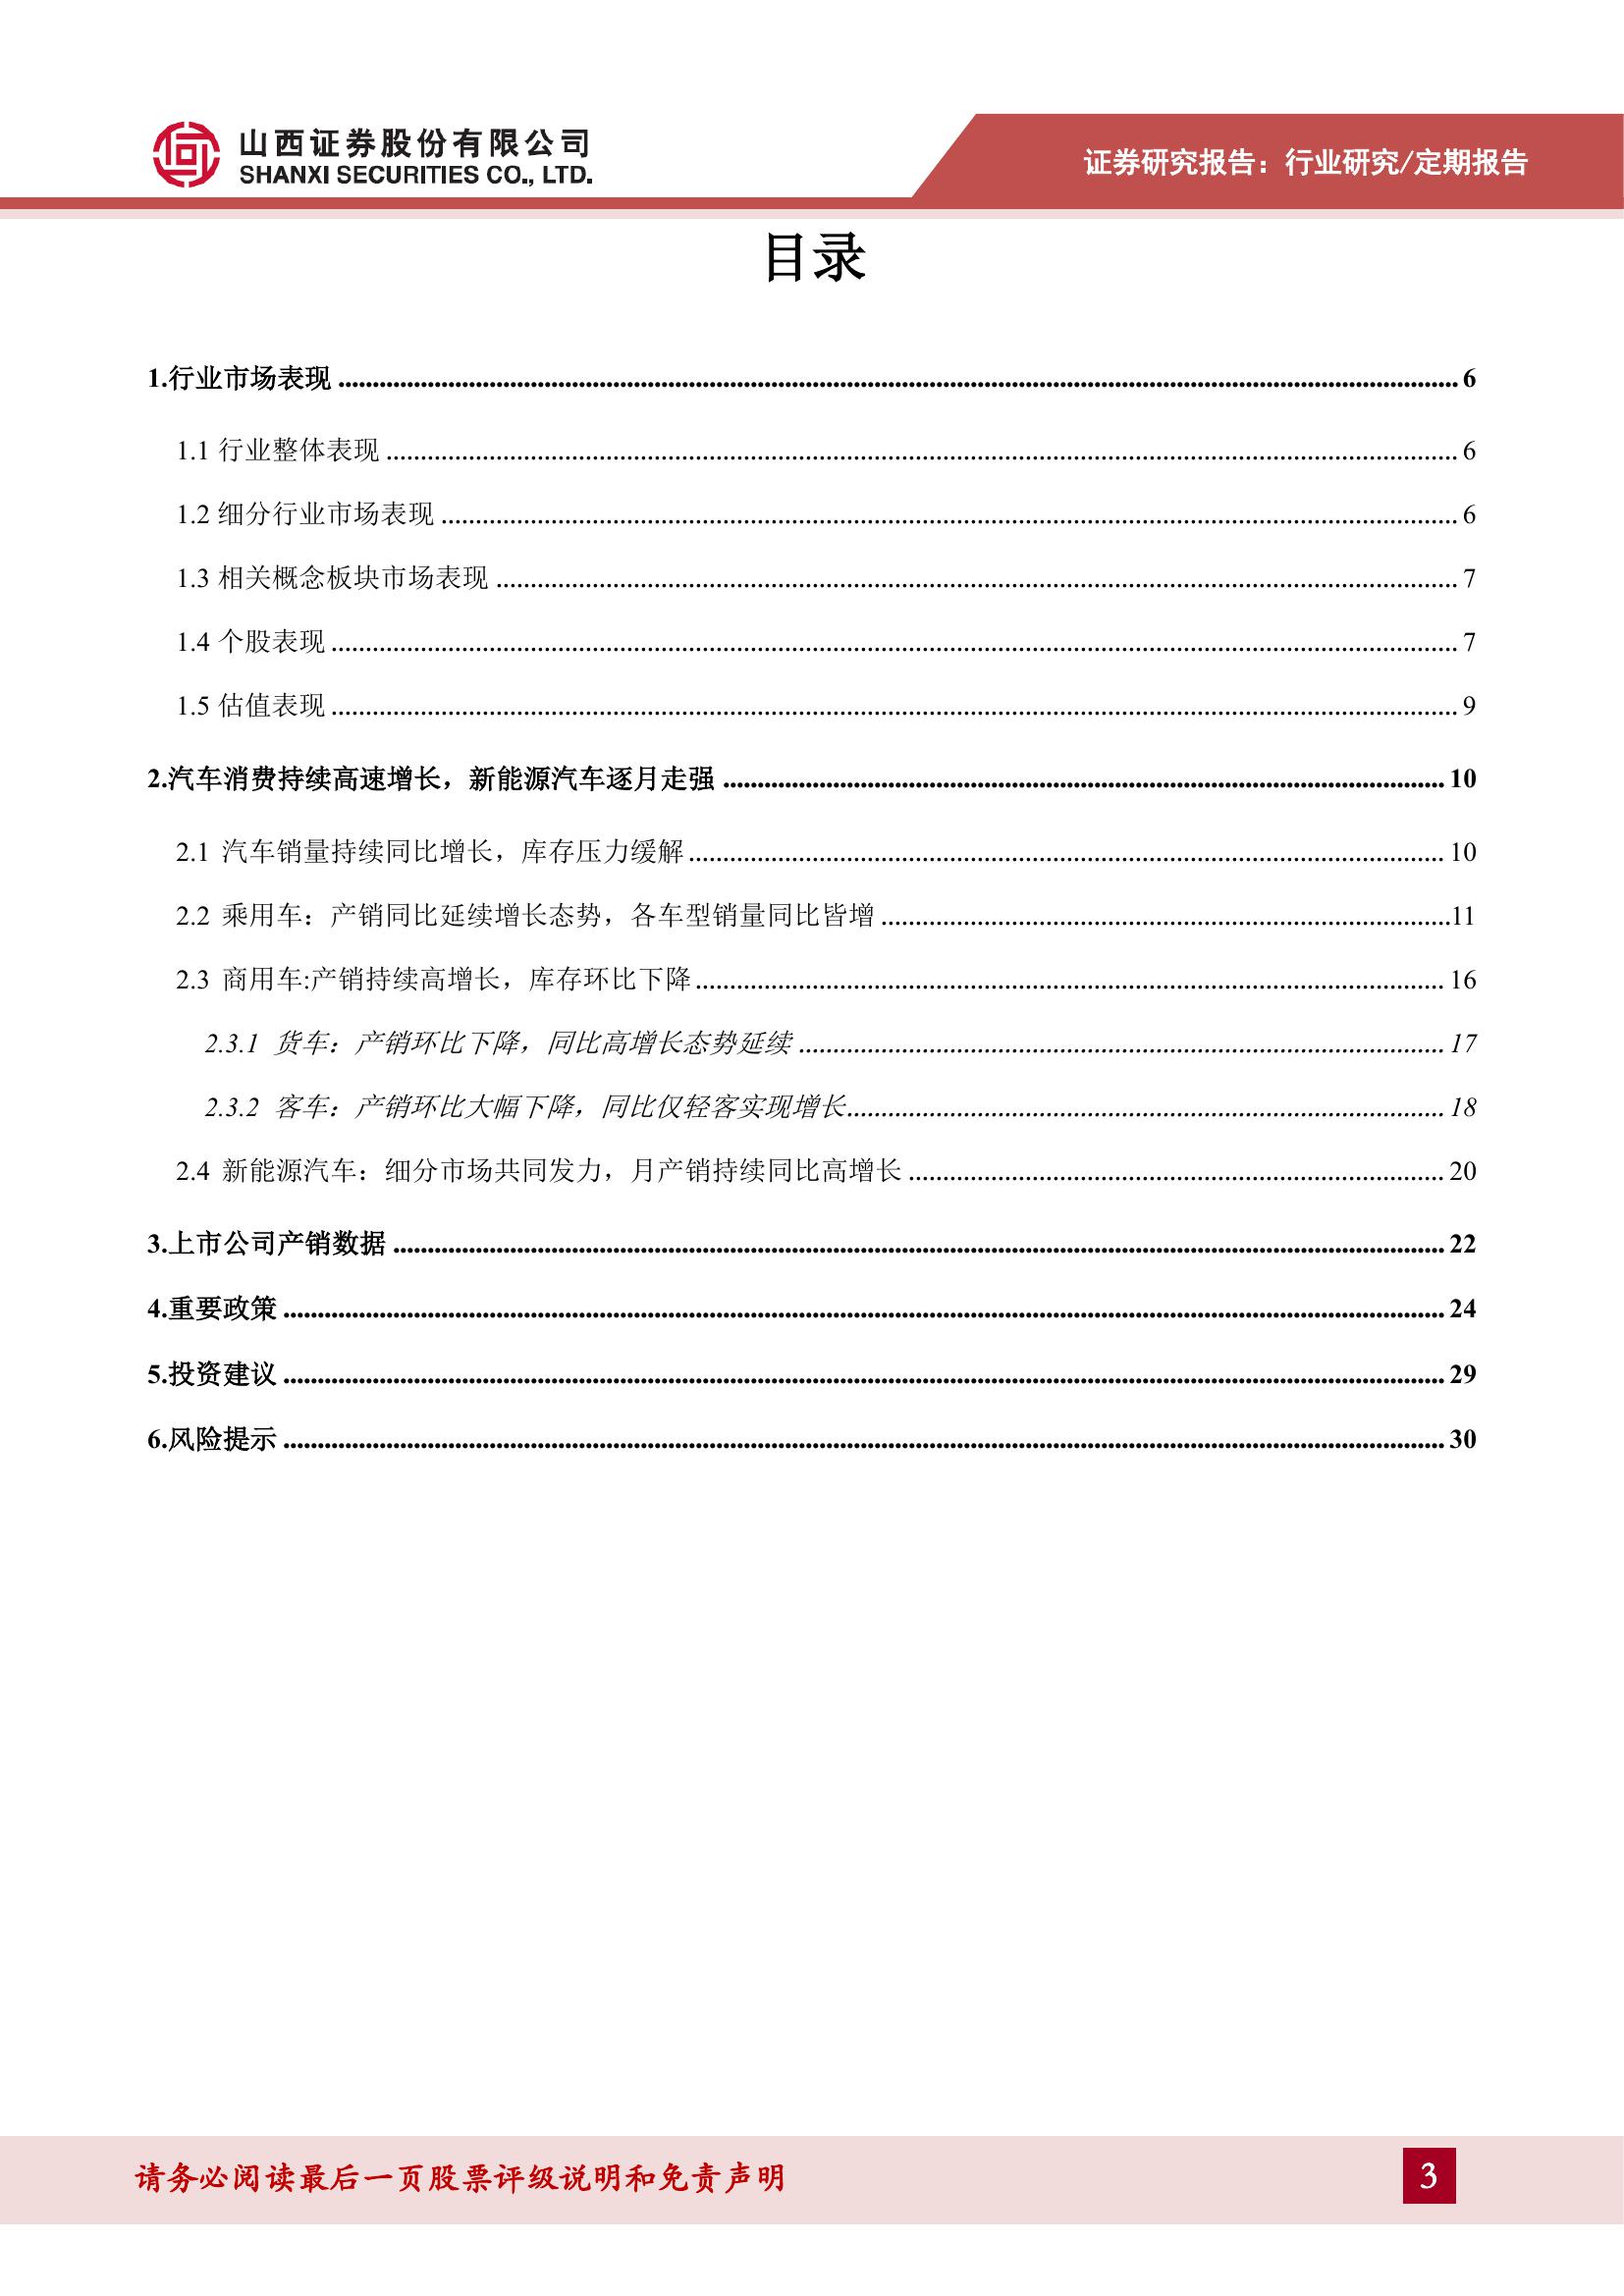 山西证券股份有限公司
SHANXI SECURITIES CO., LTD.
证券研究报告：行业研究/定期报告
目录
1.行业市场表现 6
1.1 行业整体表现 6
1.2 细分行业市场表现 6
1.3 相关概念板块市场表现 7
1.4 个股表现 7
1.5 估值表现 9
2.汽车消费持续高速增长，新能源汽车逐月走强 10
2.1 汽车销量持续同比增长，库存压力缓解 10
2.2 乘用车：产销同比延续增长态势，各车型销量同比皆增 11
2.3 商用车:产销持续高增长，库存环比下降 16
2.3.1 货车：产销环比下降，同比高增长态势延续 17
2.3.2 客车：产销环比大幅下降，同比仅轻客实现增长 18
2.4 新能源汽车：细分市场共同发力，月产销持续同比高增长 20
3.上市公司产销数据 22
4.重要政策 24
5.投资建议 29
6.风险提示 30
请务必阅读最后一页股票评级说明和免责声明
3